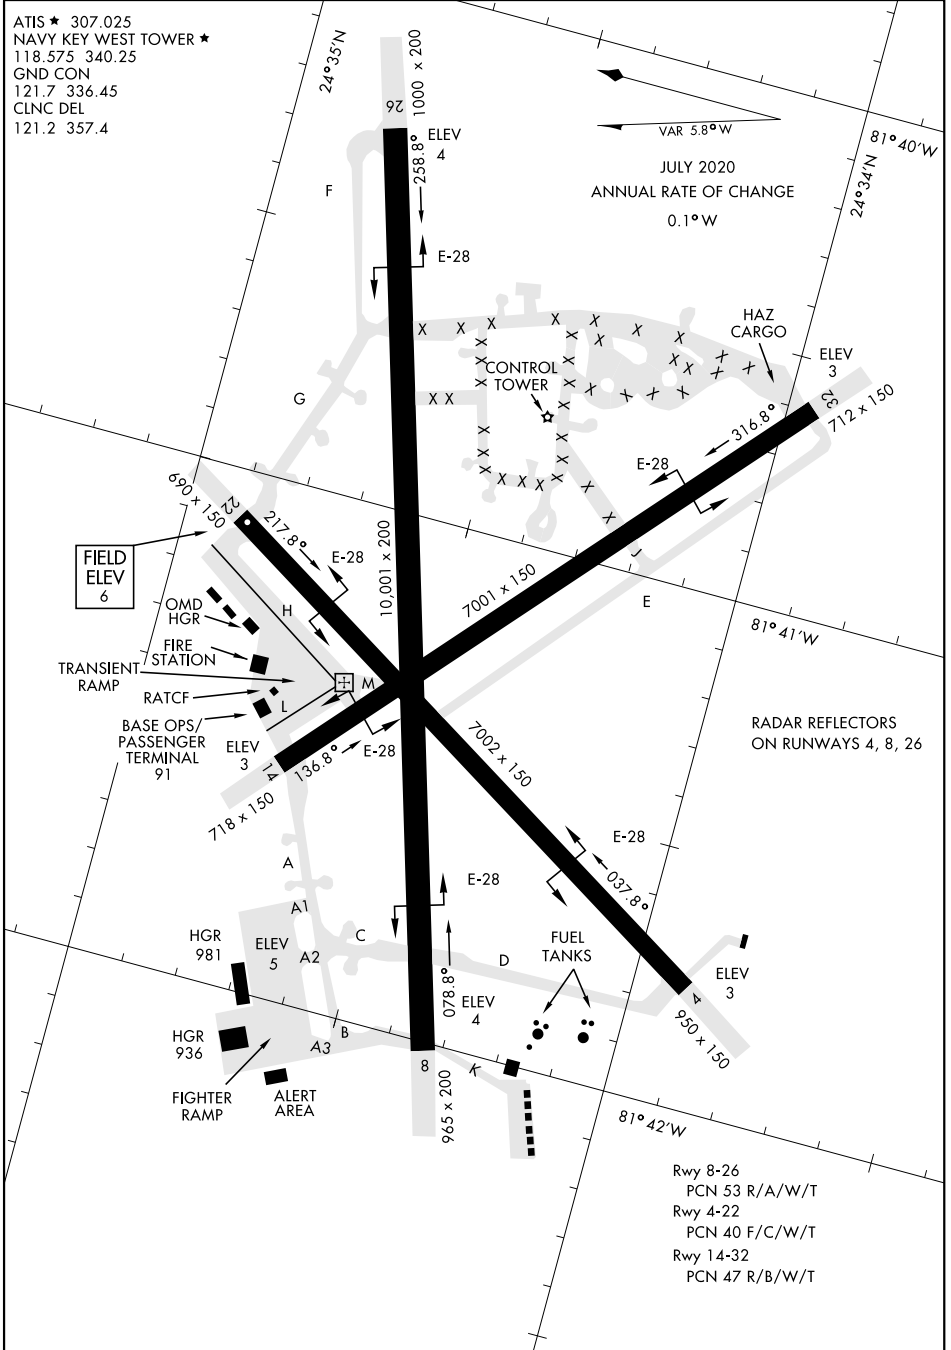 ATIS ★ 307.025
NAVY KEY WEST TOWER ★
118.575 340.25
GND CON
121.7 336.45
CLNC DEL
121.2 357.4
24°35'N
1000 x 200
26
ELEV
4
258.8°
F
E-28
VAR 5.8°W
JULY 2020
ANNUAL RATE OF CHANGE
0.1°W
81°40'W
24°34'N
HAZ
CARGO
ELEV
3
32
712 x 150
316.8°
E-28
CONTROL
TOWER
X X X X X X X
X X X X X X
X X X X X X
X X X X X X
X X X X X X
X X X X
G
690 x 150
22
217.8°
E-28
10,001 x 200
7001 x 150
J
E
FIELD
ELEV
6
OMD
HGR
H
FIRE
STATION
TRANSIENT
RAMP
M
RATCF
L
BASE OPS/
PASSENGER
TERMINAL
91
ELEV
3
14
136.8°
E-28
718 x 150
81°41'W
RADAR REFLECTORS
ON RUNWAYS 4, 8, 26
7002 x 150
E-28
037.8°
A
E-28
A1
HGR
981
ELEV
5
A2
C
D
FUEL
TANKS
ELEV
3
4
950 x 150
078.8°
ELEV
4
HGR
936
A3
B
8
K
FIGHTER
RAMP
ALERT
AREA
965 x 200
81°42'W
Rwy 8-26
PCN 53 R/A/W/T
Rwy 4-22
PCN 40 F/C/W/T
Rwy 14-32
PCN 47 R/B/W/T